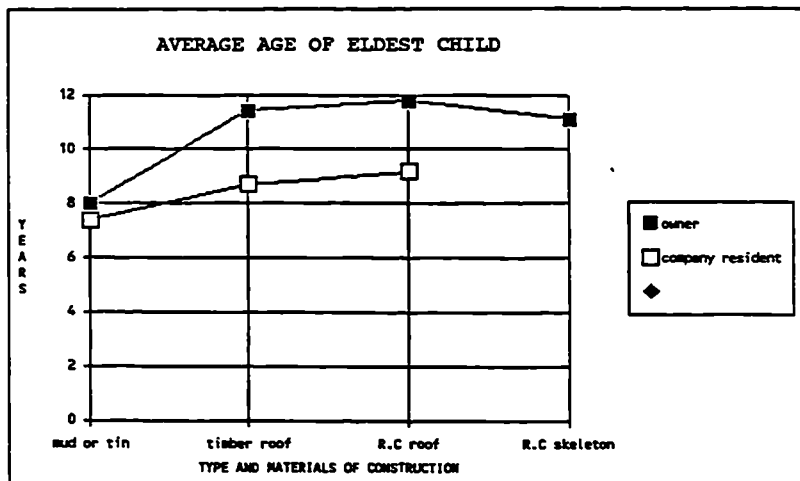 AVERAGE AGE OF ELDEST CHILD
12
10
8
6
4
2
0
YEARS
mud or tin timber roof R.C roof R.C skeleton
TYPE AND MATERIALS OF CONSTRUCTION
owner
company resident